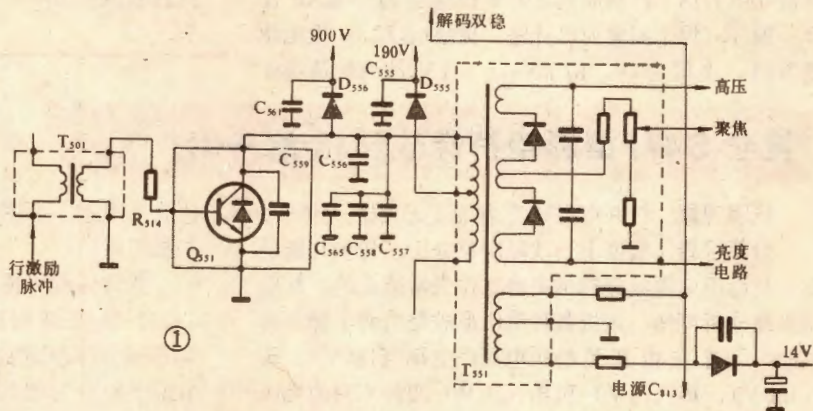 解码双稳
900V
190V
C555
D556
D555
C561
高压
聚焦
T501
C559
C556
R514
C565
C558
C557
Q551
行激励
脉冲
亮度
电路
①
T551
14V
电源C813